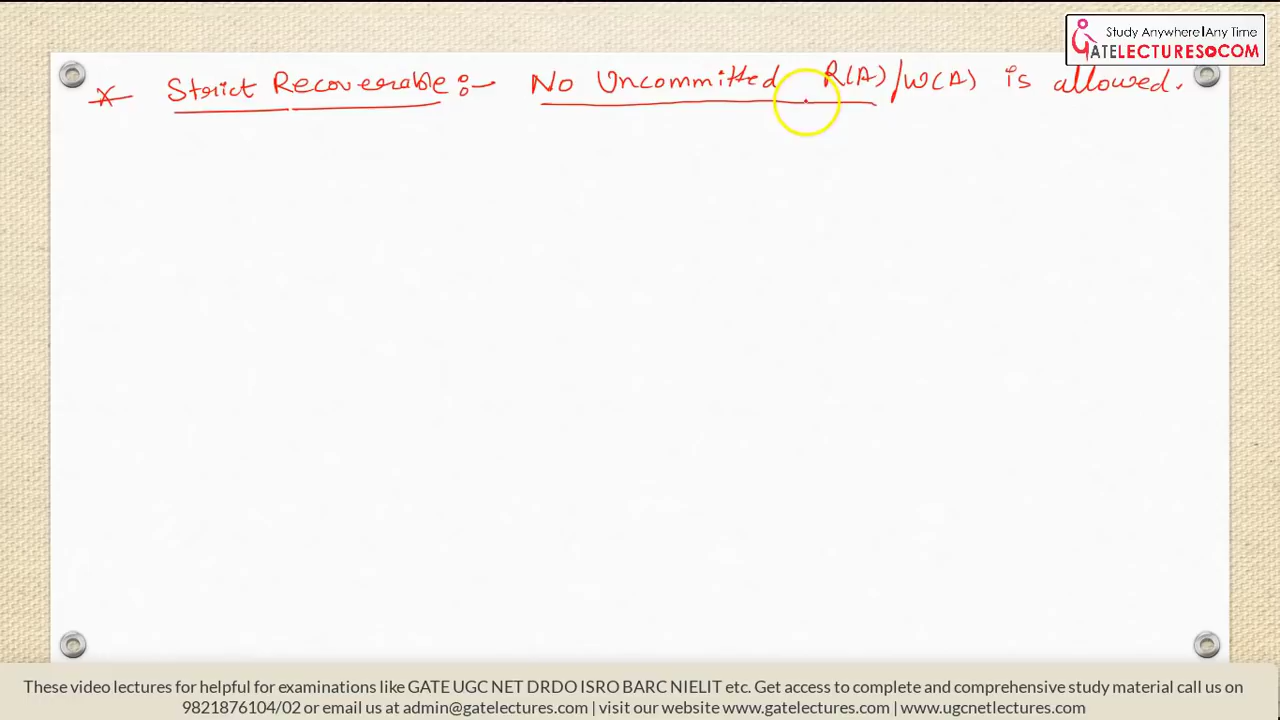 Study Anywhere Any Time
GATELECTURES.COM
* Strict Recoverable :- No Uncommitted R(A)/W(A) is allowed.
These video lectures for helpful for examinations like GATE UGC NET DRDO ISRO BARC NIELIT etc. Get access to complete and comprehensive study material call us on
9821876104/02 or email us at admin@gatelectures.com | visit our website www.gatelectures.com | www.ugcnetlectures.com